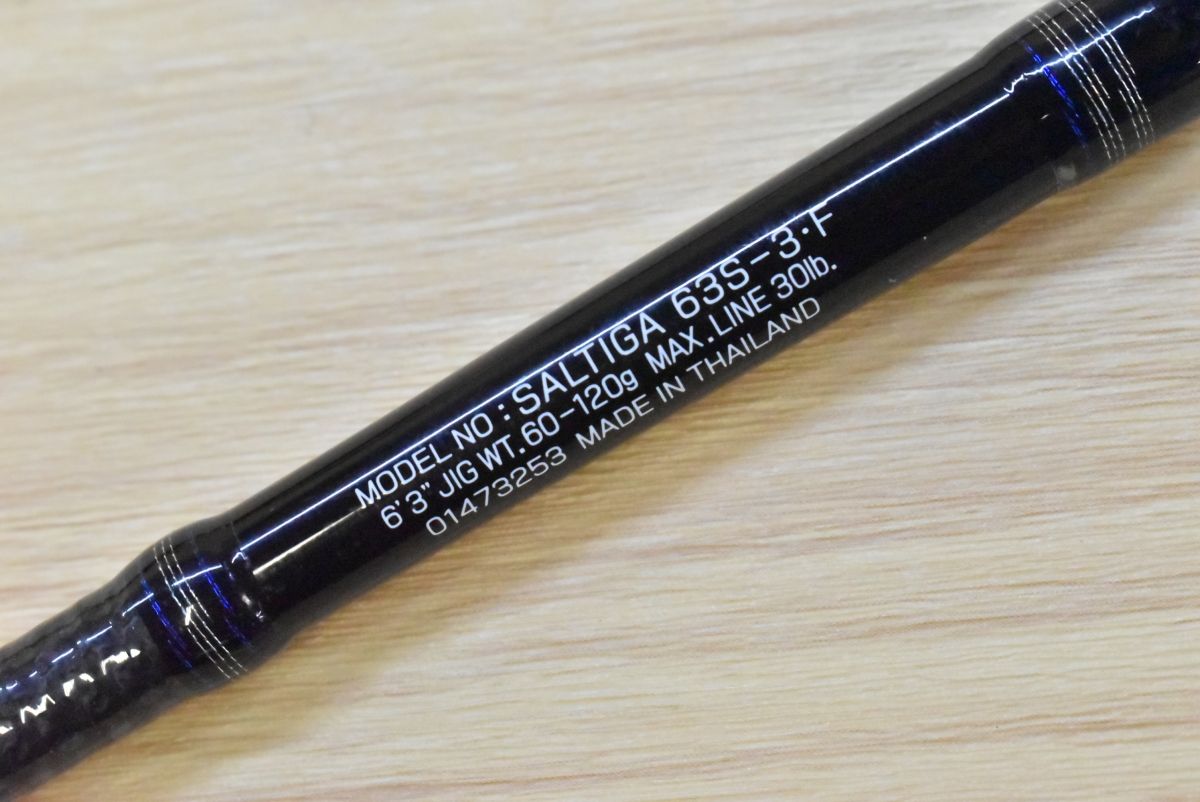 MODEL NO : SALTIGA 63S-3·F
6'3" JIG WT. 60-120g MAX. LINE 30lb.
01473253 MADE IN THAILAND